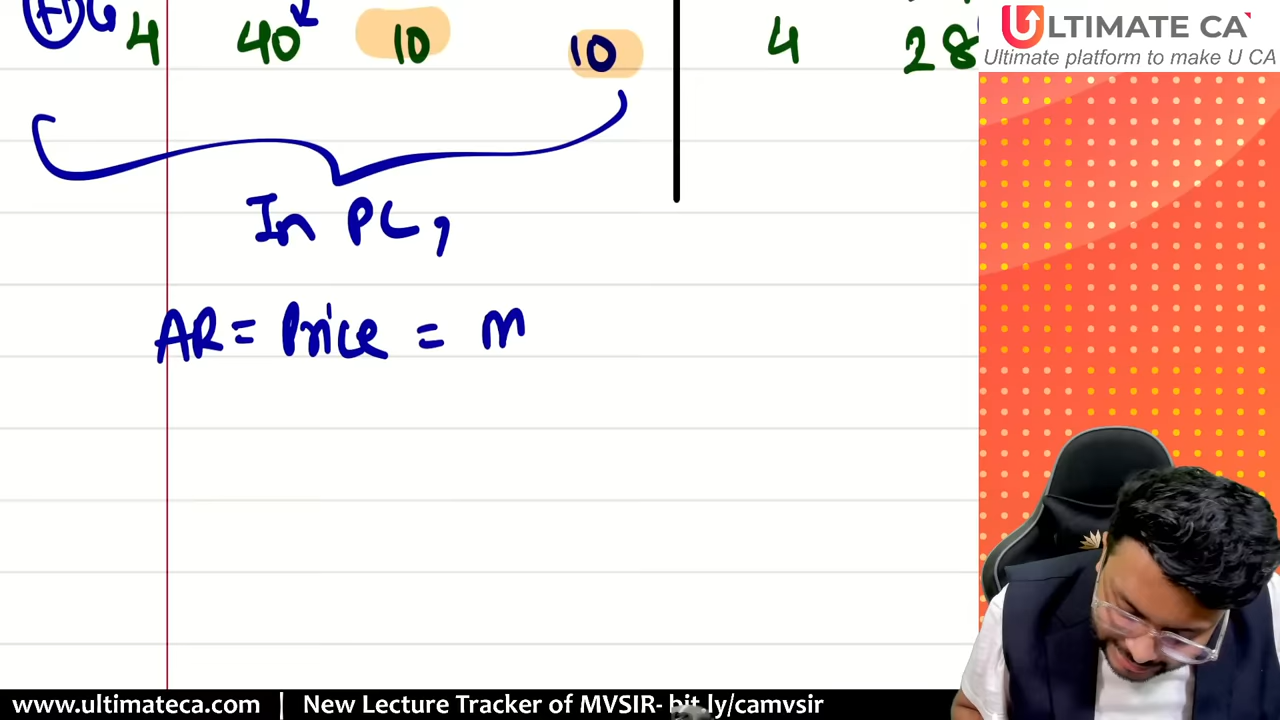 4 40 10 10 4 28
ULTIMATE CA
Ultimate platform to make U CA
In PC,
AR = Price = M
www.ultimateca.com | New Lecture Tracker of MVSIR- bit.ly/camvsir